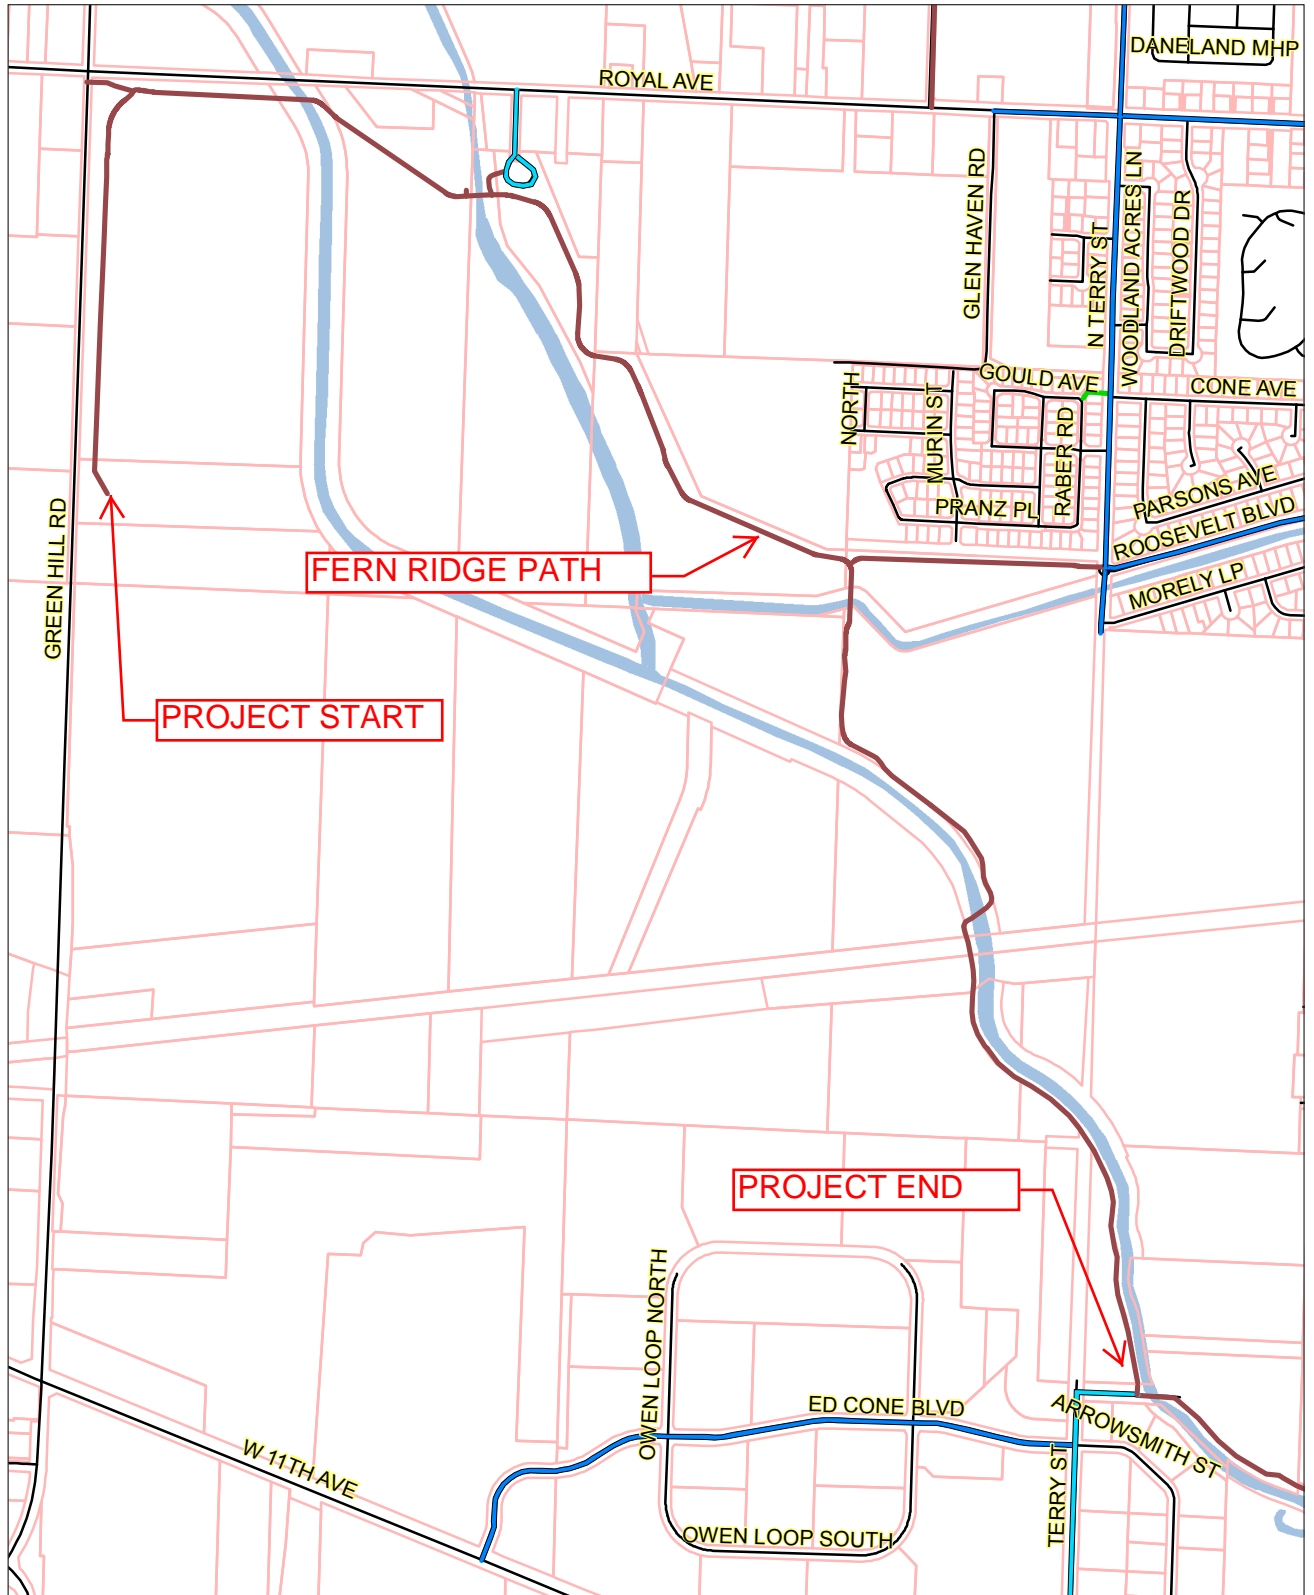 DANELAND MHP
ROYAL AVE
GLEN HAVEN RD
N TERRY ST
WOODLAND ACRES LN
DRIFTWOOD DR
GOULD AVE
CONE AVE
NORTH
MURIN ST
RABER RD
PRANZ PL
PARSONS AVE
ROOSEVELT BLVD
MORELY LP
GREEN HILL RD
FERN RIDGE PATH
PROJECT START
PROJECT END
OWEN LOOP NORTH
ED CONE BLVD
ARROWSMITH ST
TERRY ST
W 11TH AVE
OWEN LOOP SOUTH